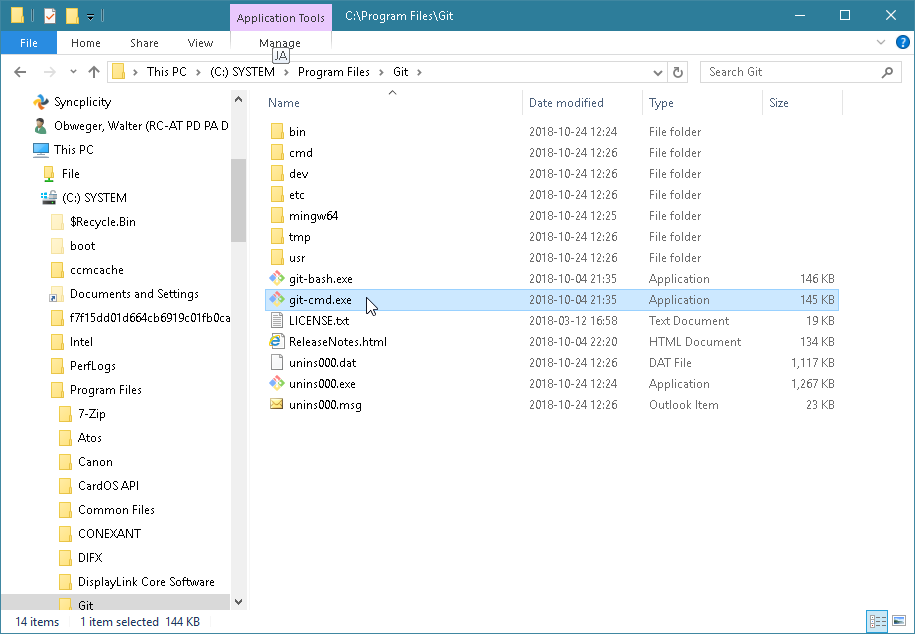 Application Tools
C:\Program Files\Git
File Home Share View Manage
JA
This PC (C:) SYSTEM Program Files Git
Search Git
Syncplicity
Obweger, Walter (RC-AT PD PA D
This PC
File
(C:) SYSTEM
$Recycle.Bin
boot
ccmcache
Documents and Settings
f7f15dd01d664cb6919c01fb0ca
Intel
PerfLogs
Program Files
7-Zip
Atos
Canon
CardOS API
Common Files
CONEXANT
DIFX
DisplayLink Core Software
Git
Name Date modified Type Size
bin 2018-10-24 12:24 File folder
cmd 2018-10-24 12:26 File folder
dev 2018-10-24 12:26 File folder
etc 2018-10-24 12:26 File folder
mingw64 2018-10-24 12:25 File folder
tmp 2018-10-24 12:26 File folder
usr 2018-10-24 12:26 File folder
git-bash.exe 2018-10-04 21:35 Application 146 KB
git-cmd.exe 2018-10-04 21:35 Application 145 KB
LICENSE.txt 2018-03-12 16:58 Text Document 19 KB
ReleaseNotes.html 2018-10-04 22:20 HTML Document 134 KB
unins000.dat 2018-10-24 12:26 DAT File 1,117 KB
unins000.exe 2018-10-24 12:24 Application 1,267 KB
unins000.msg 2018-10-24 12:26 Outlook Item 23 KB
14 items 1 item selected 144 KB